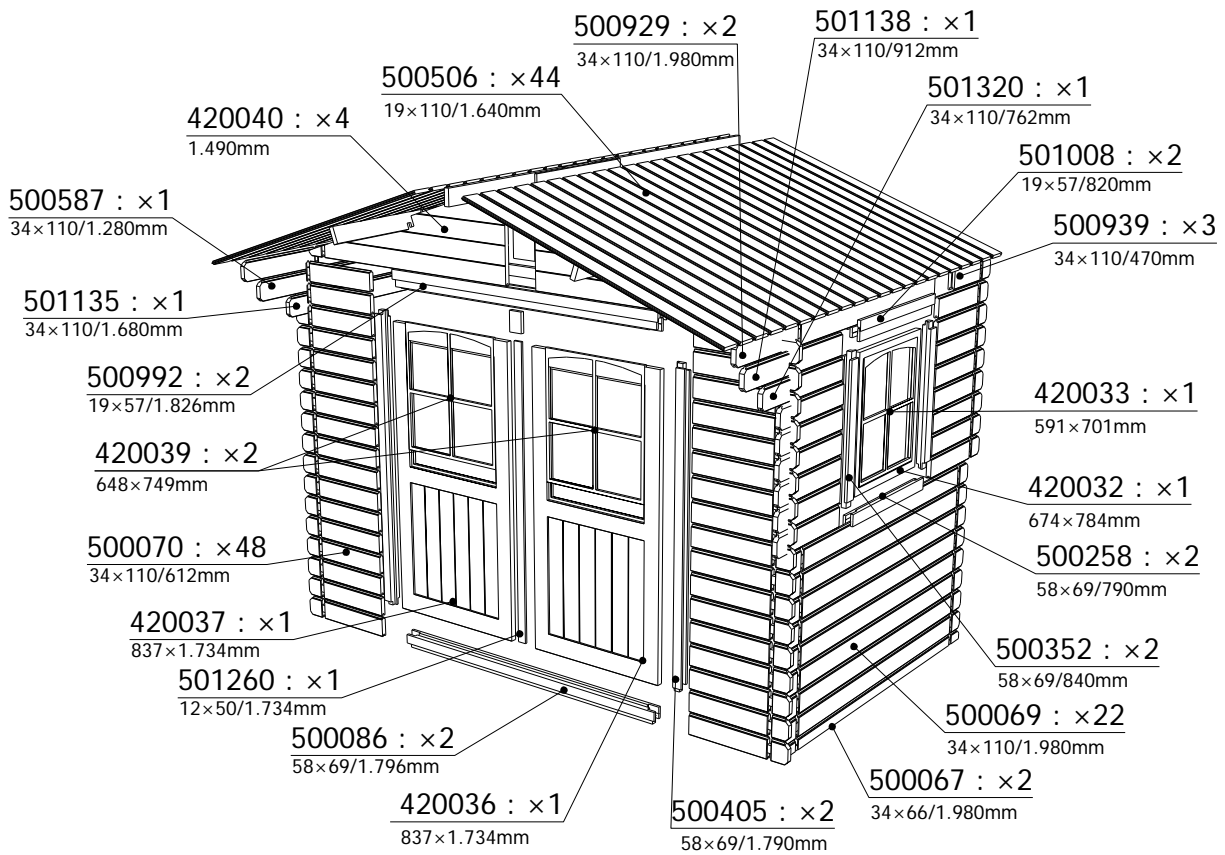 500929 : ×2
34×110/1.980mm
501138 : ×1
34×110/912mm
500506 : ×44
19×110/1.640mm
501320 : ×1
34×110/762mm
420040 : ×4
1.490mm
501008 : ×2
19×57/820mm
500587 : ×1
34×110/1.280mm
500939 : ×3
34×110/470mm
501135 : ×1
34×110/1.680mm
500992 : ×2
19×57/1.826mm
420033 : ×1
591×701mm
420039 : ×2
648×749mm
420032 : ×1
674×784mm
500070 : ×48
34×110/612mm
500258 : ×2
58×69/790mm
420037 : ×1
837×1.734mm
500352 : ×2
58×69/840mm
501260 : ×1
12×50/1.734mm
500069 : ×22
34×110/1.980mm
500086 : ×2
58×69/1.796mm
500067 : ×2
34×66/1.980mm
420036 : ×1
837×1.734mm
500405 : ×2
58×69/1.790mm